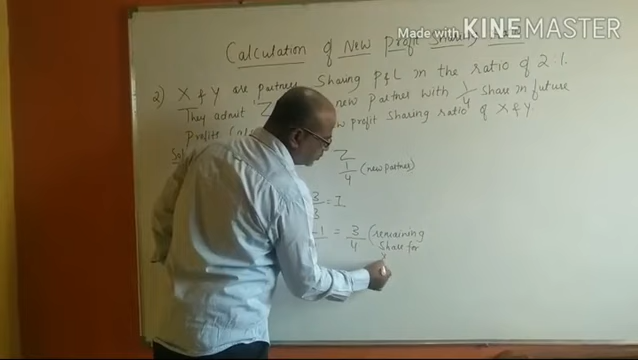 Made with KINEMASTER
Calculation of New Profit Sharing
2) X & Y are partners sharing P&L in the ratio of 2:1.
They admit 'Z' new partner with 1/4 share in future
Profits profit sharing ratio of X & Y.
Z
1/4 (new partner)
3/3 = 1
1 = 3/4 (remaining
share for